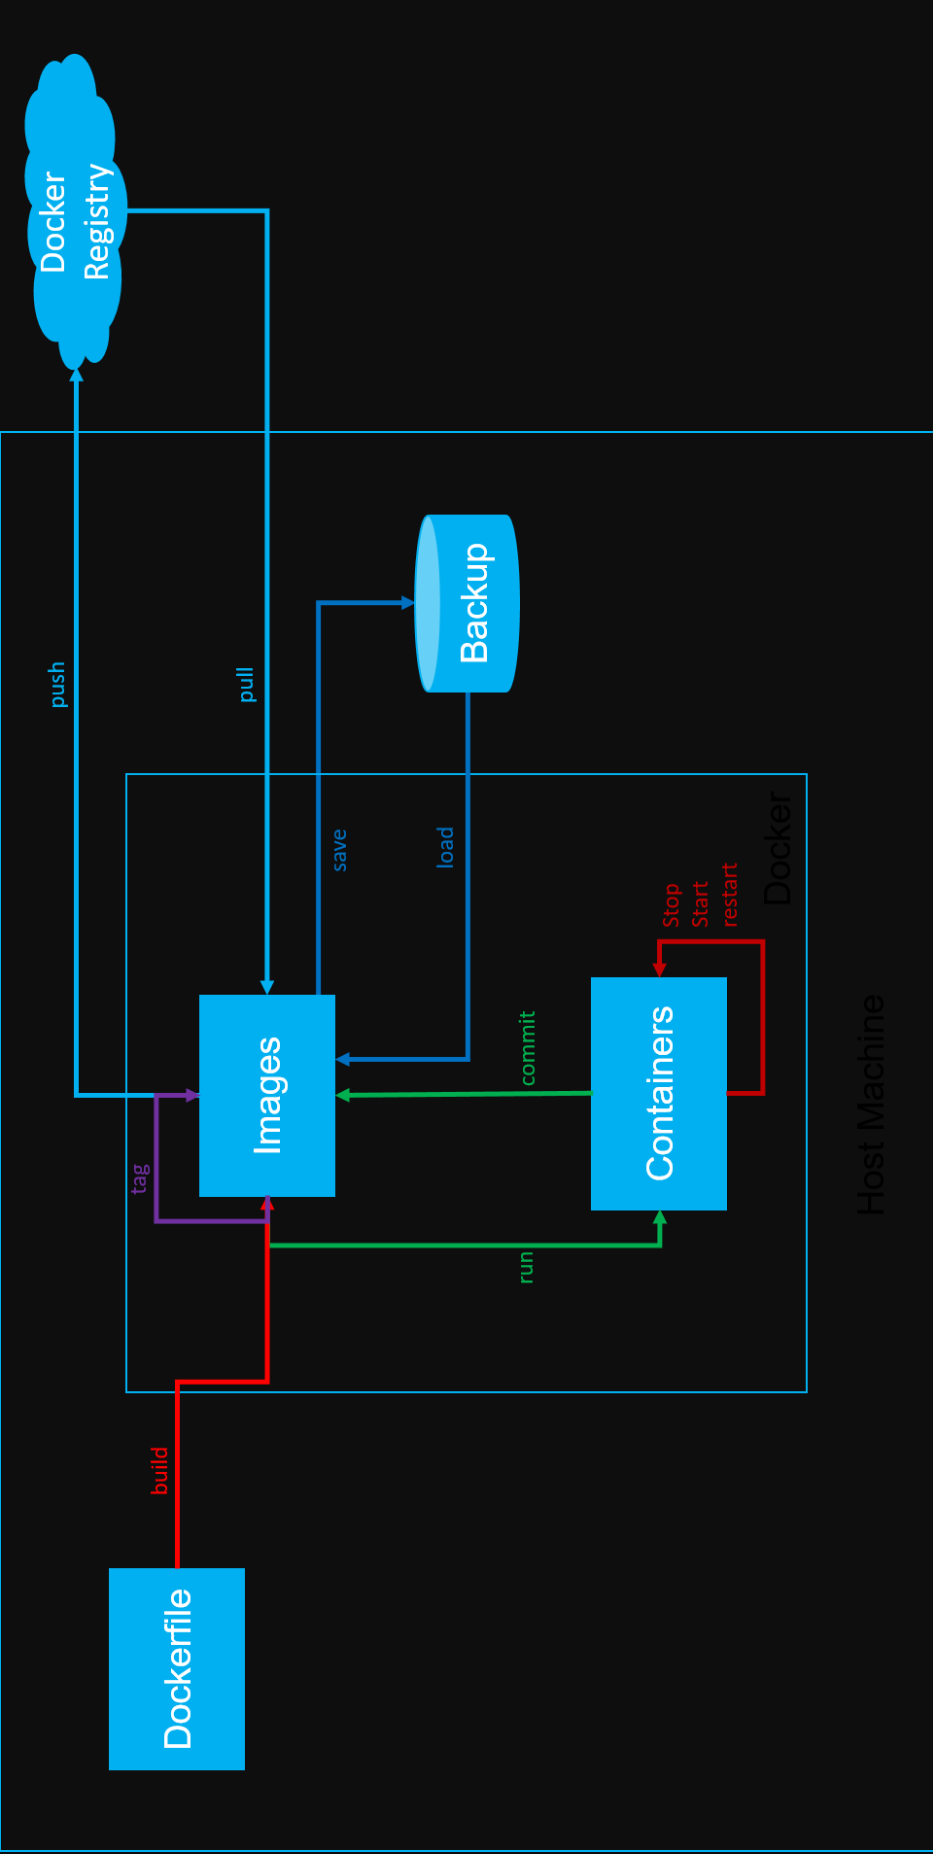 Docker
Registry
push
pull
Backup
save
load
Stop
Start
restart
Docker
Images
commit
Containers
Host Machine
tag
run
build
Dockerfile